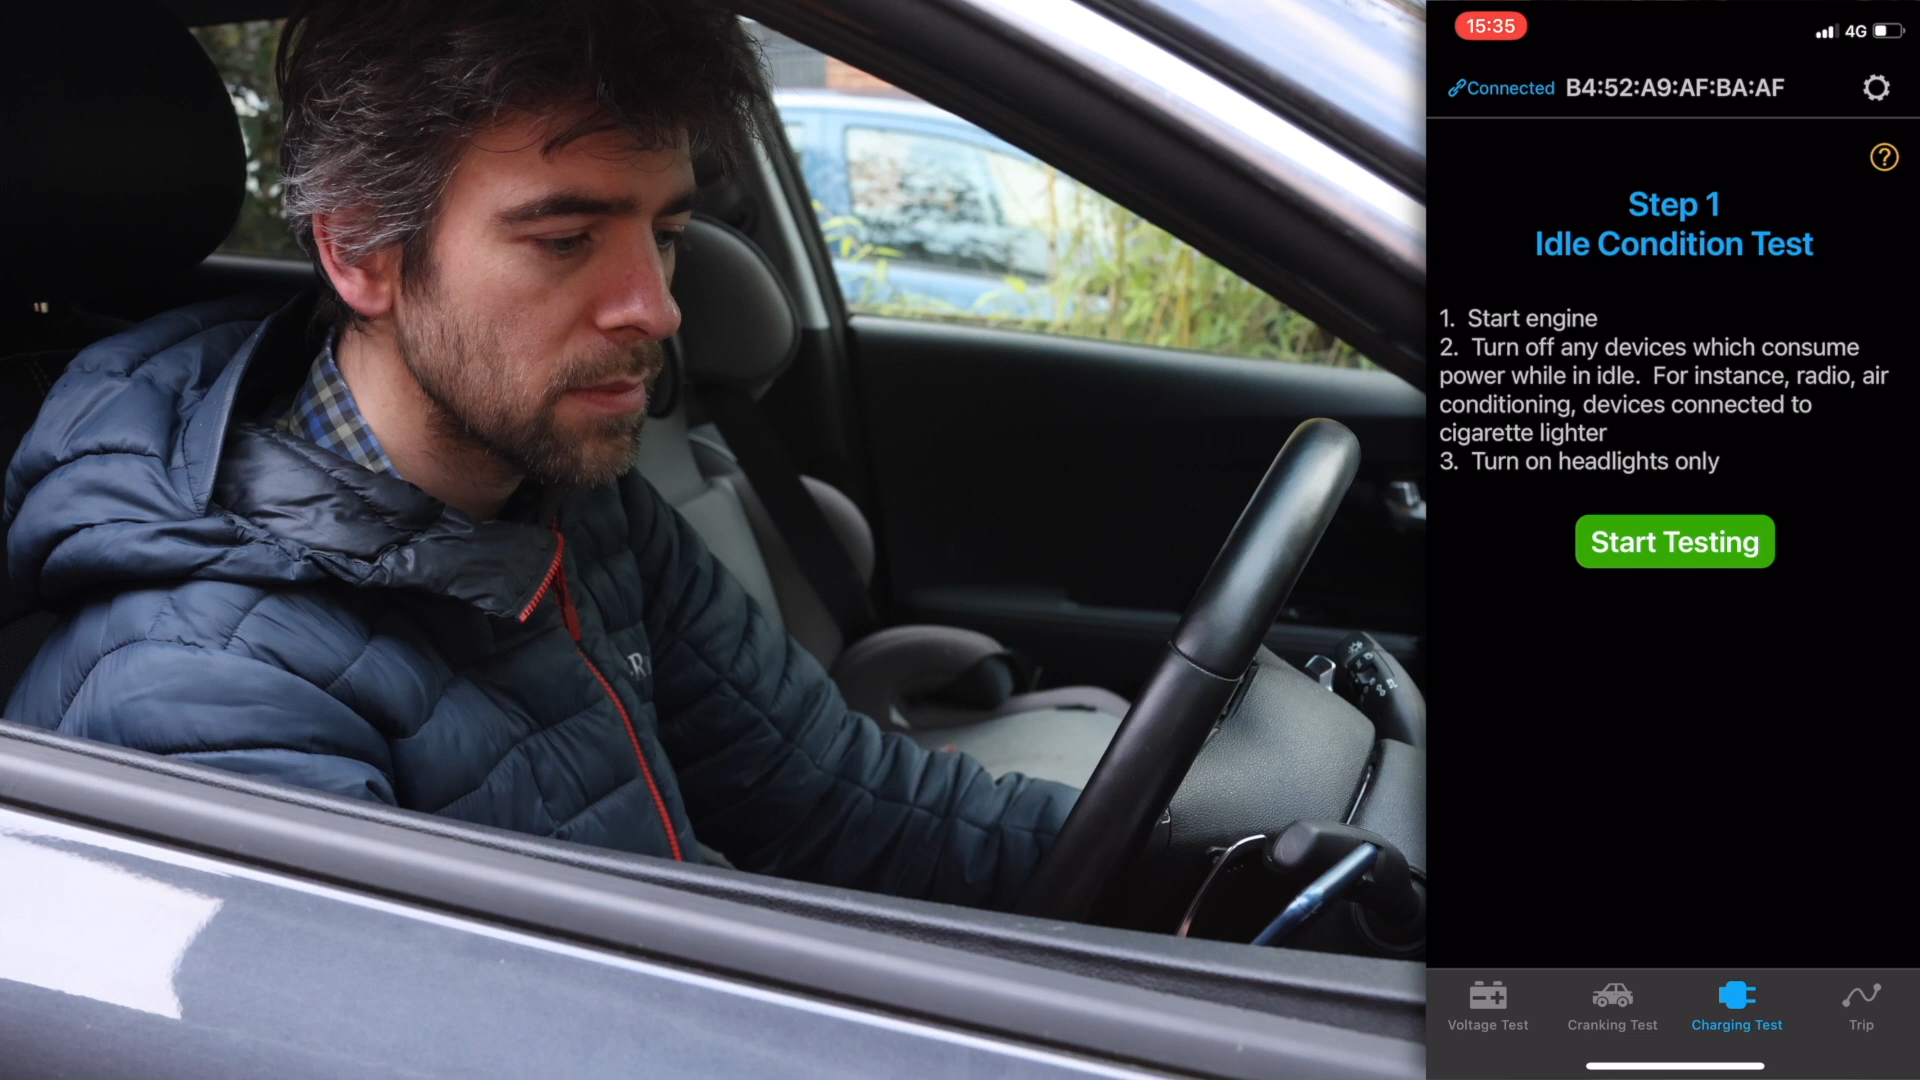 15:35
4G
Connected B4:52:A9:AF:BA:AF
?
Step 1
Idle Condition Test
1. Start engine
2. Turn off any devices which consume
power while in idle. For instance, radio, air
conditioning, devices connected to
cigarette lighter
3. Turn on headlights only
Start Testing
Voltage Test Cranking Test Charging Test Trip